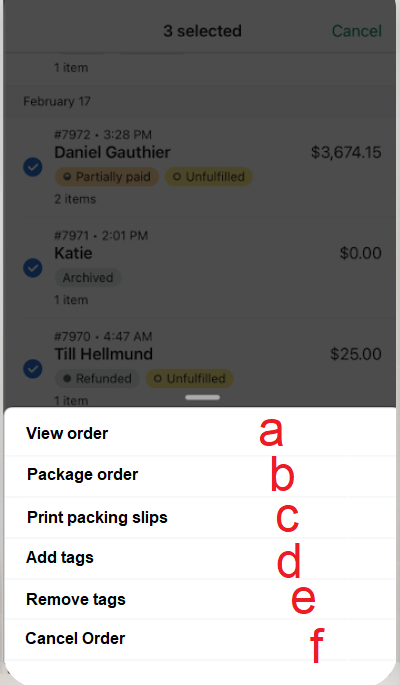 3 selected Cancel
1 item
February 17
#7972 • 3:28 PM
Daniel Gauthier $3,674.15
Partially paid Unfulfilled
2 items
#7971 • 2:01 PM
Katie $0.00
Archived
1 item
#7970 • 4:47 AM
Till Hellmund $25.00
Refunded Unfulfilled
1 item
View order a
Package order b
Print packing slips c
Add tags d
Remove tags e
Cancel Order f